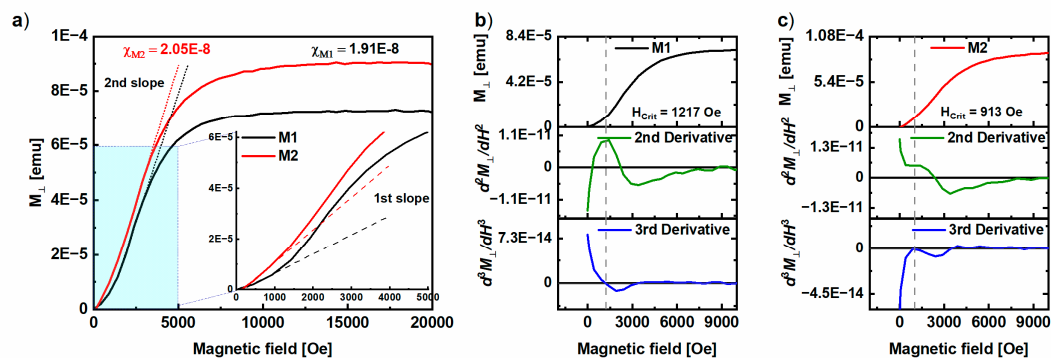 a)
χM2 = 2.05E-8
χM1 = 1.91E-8
2nd slope
M⊥ [emu]
1E−4
8E−5
6E−5
4E−5
2E−5
0E+0
0
5000
10000
15000
20000
Magnetic field [Oe]
M1
M2
1st slope
6E−5
4E−5
2E−5
0
0
1000
2000
3000
4000
5000
M1
M2
b)
M⊥ [emu]
8.4E-5
4.2E-5
M1
HCrit = 1217 Oe
d²M⊥/dH²
1.1E-11
0
-1.1E-11
2nd Derivative
d³M⊥/dH³
7.3E-14
0
3rd Derivative
0
3000
6000
9000
Magnetic field [Oe]
c)
M⊥ [emu]
1.08E-4
5.4E-5
M2
HCrit = 913 Oe
d²M⊥/dH²
1.3E-11
0
−1.3E-11
2nd Derivative
d³M⊥/dH³
0
−4.5E-14
3rd Derivative
0
3000
6000
9000
Magnetic field [Oe]